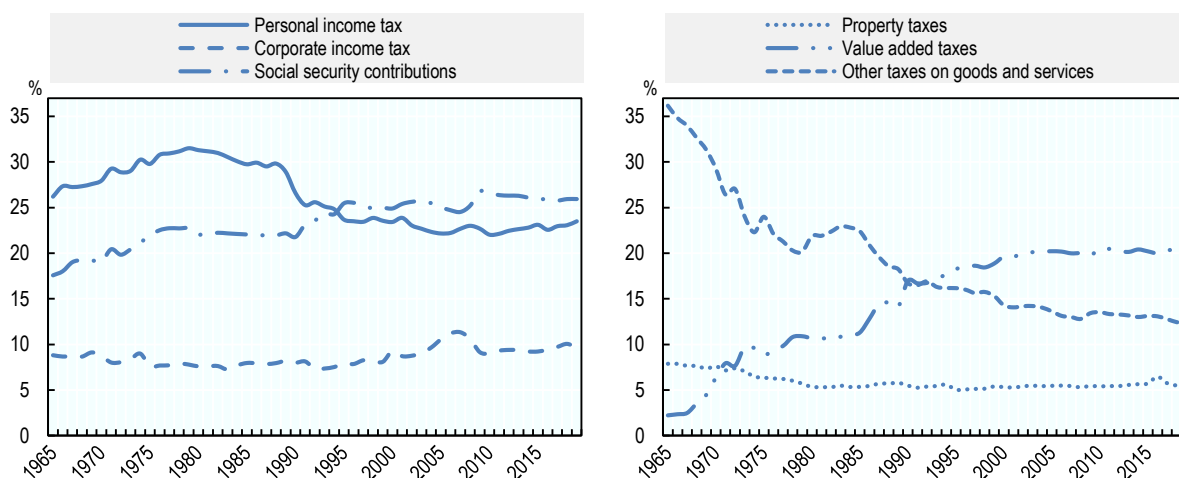 Personal income tax
Corporate income tax
Social security contributions
%
35
30
25
20
15
10
5
0
1965 1970 1975 1980 1985 1990 1995 2000 2005 2010 2015
Property taxes
Value added taxes
Other taxes on goods and services
%
35
30
25
20
15
10
5
0
1965 1970 1975 1980 1985 1990 1995 2000 2005 2010 2015